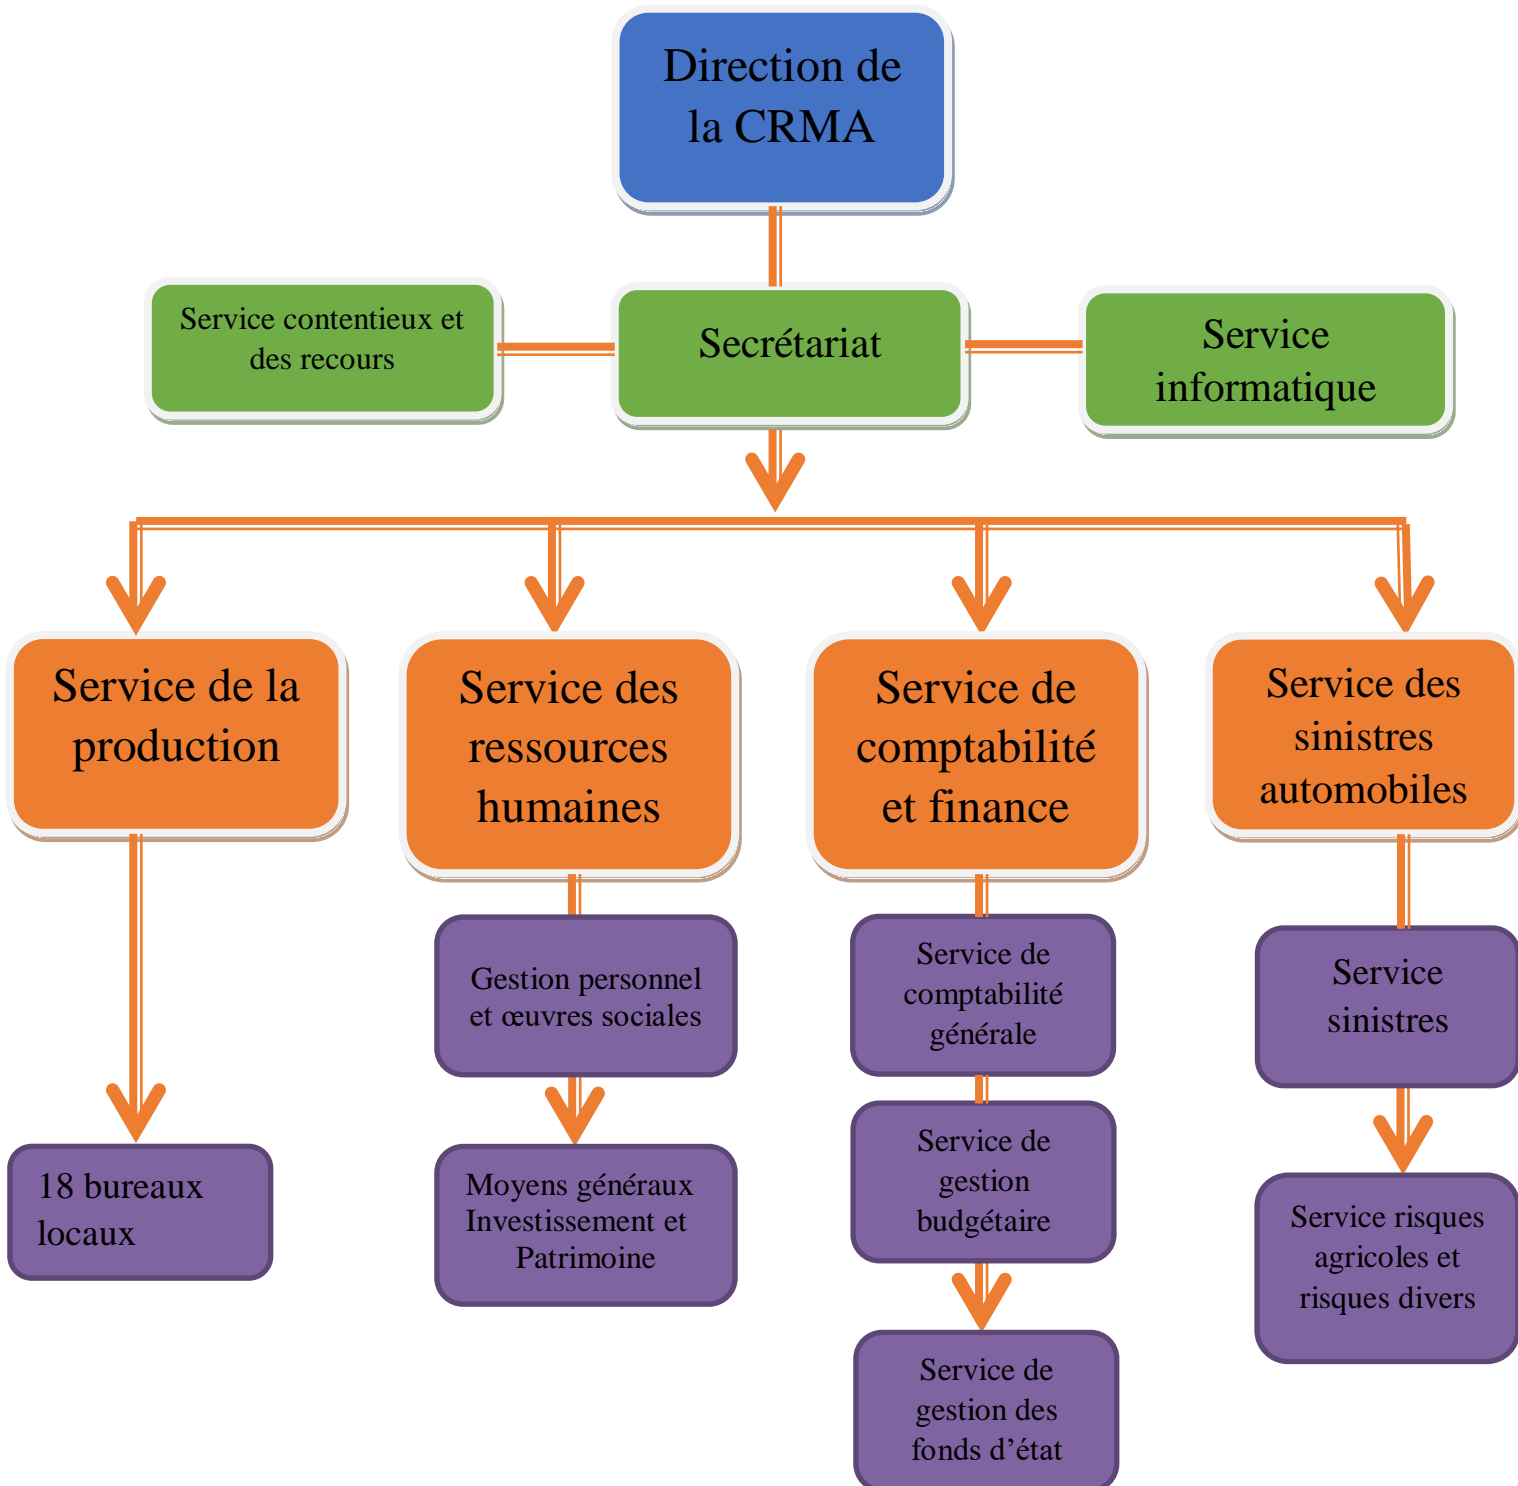 Direction de
la CRMA
Service contentieux et
des recours
Secrétariat
Service
informatique
Service de la
production
Service des
ressources
humaines
Service de
comptabilité
et finance
Service des
sinistres
automobiles
Gestion personnel
et œuvres sociales
Service de
comptabilité
générale
Service
sinistres
18 bureaux
locaux
Moyens généraux
Investissement et
Patrimoine
Service de
gestion
budgétaire
Service risques
agricoles et
risques divers
Service de
gestion des
fonds d’état